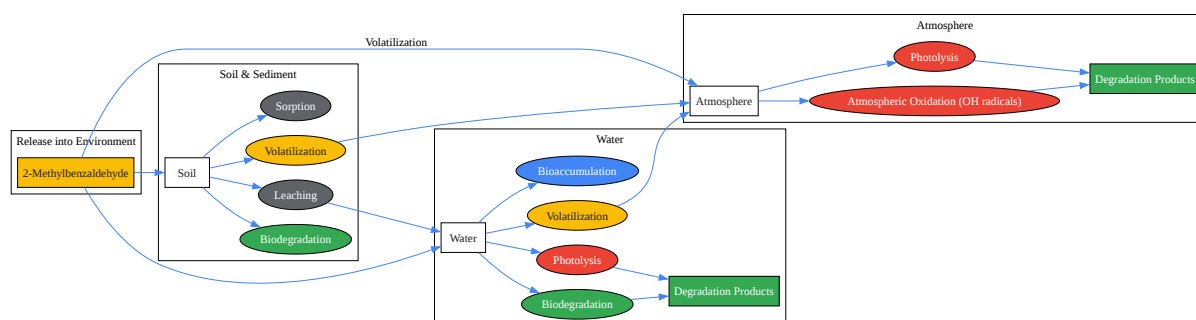 Release into Environment
2-Methylbenzaldehyde
Volatilization
Soil & Sediment
Soil
Sorption
Volatilization
Leaching
Biodegradation
Water
Water
Bioaccumulation
Volatilization
Photolysis
Biodegradation
Degradation Products
Atmosphere
Atmosphere
Photolysis
Atmospheric Oxidation (OH radicals)
Degradation Products